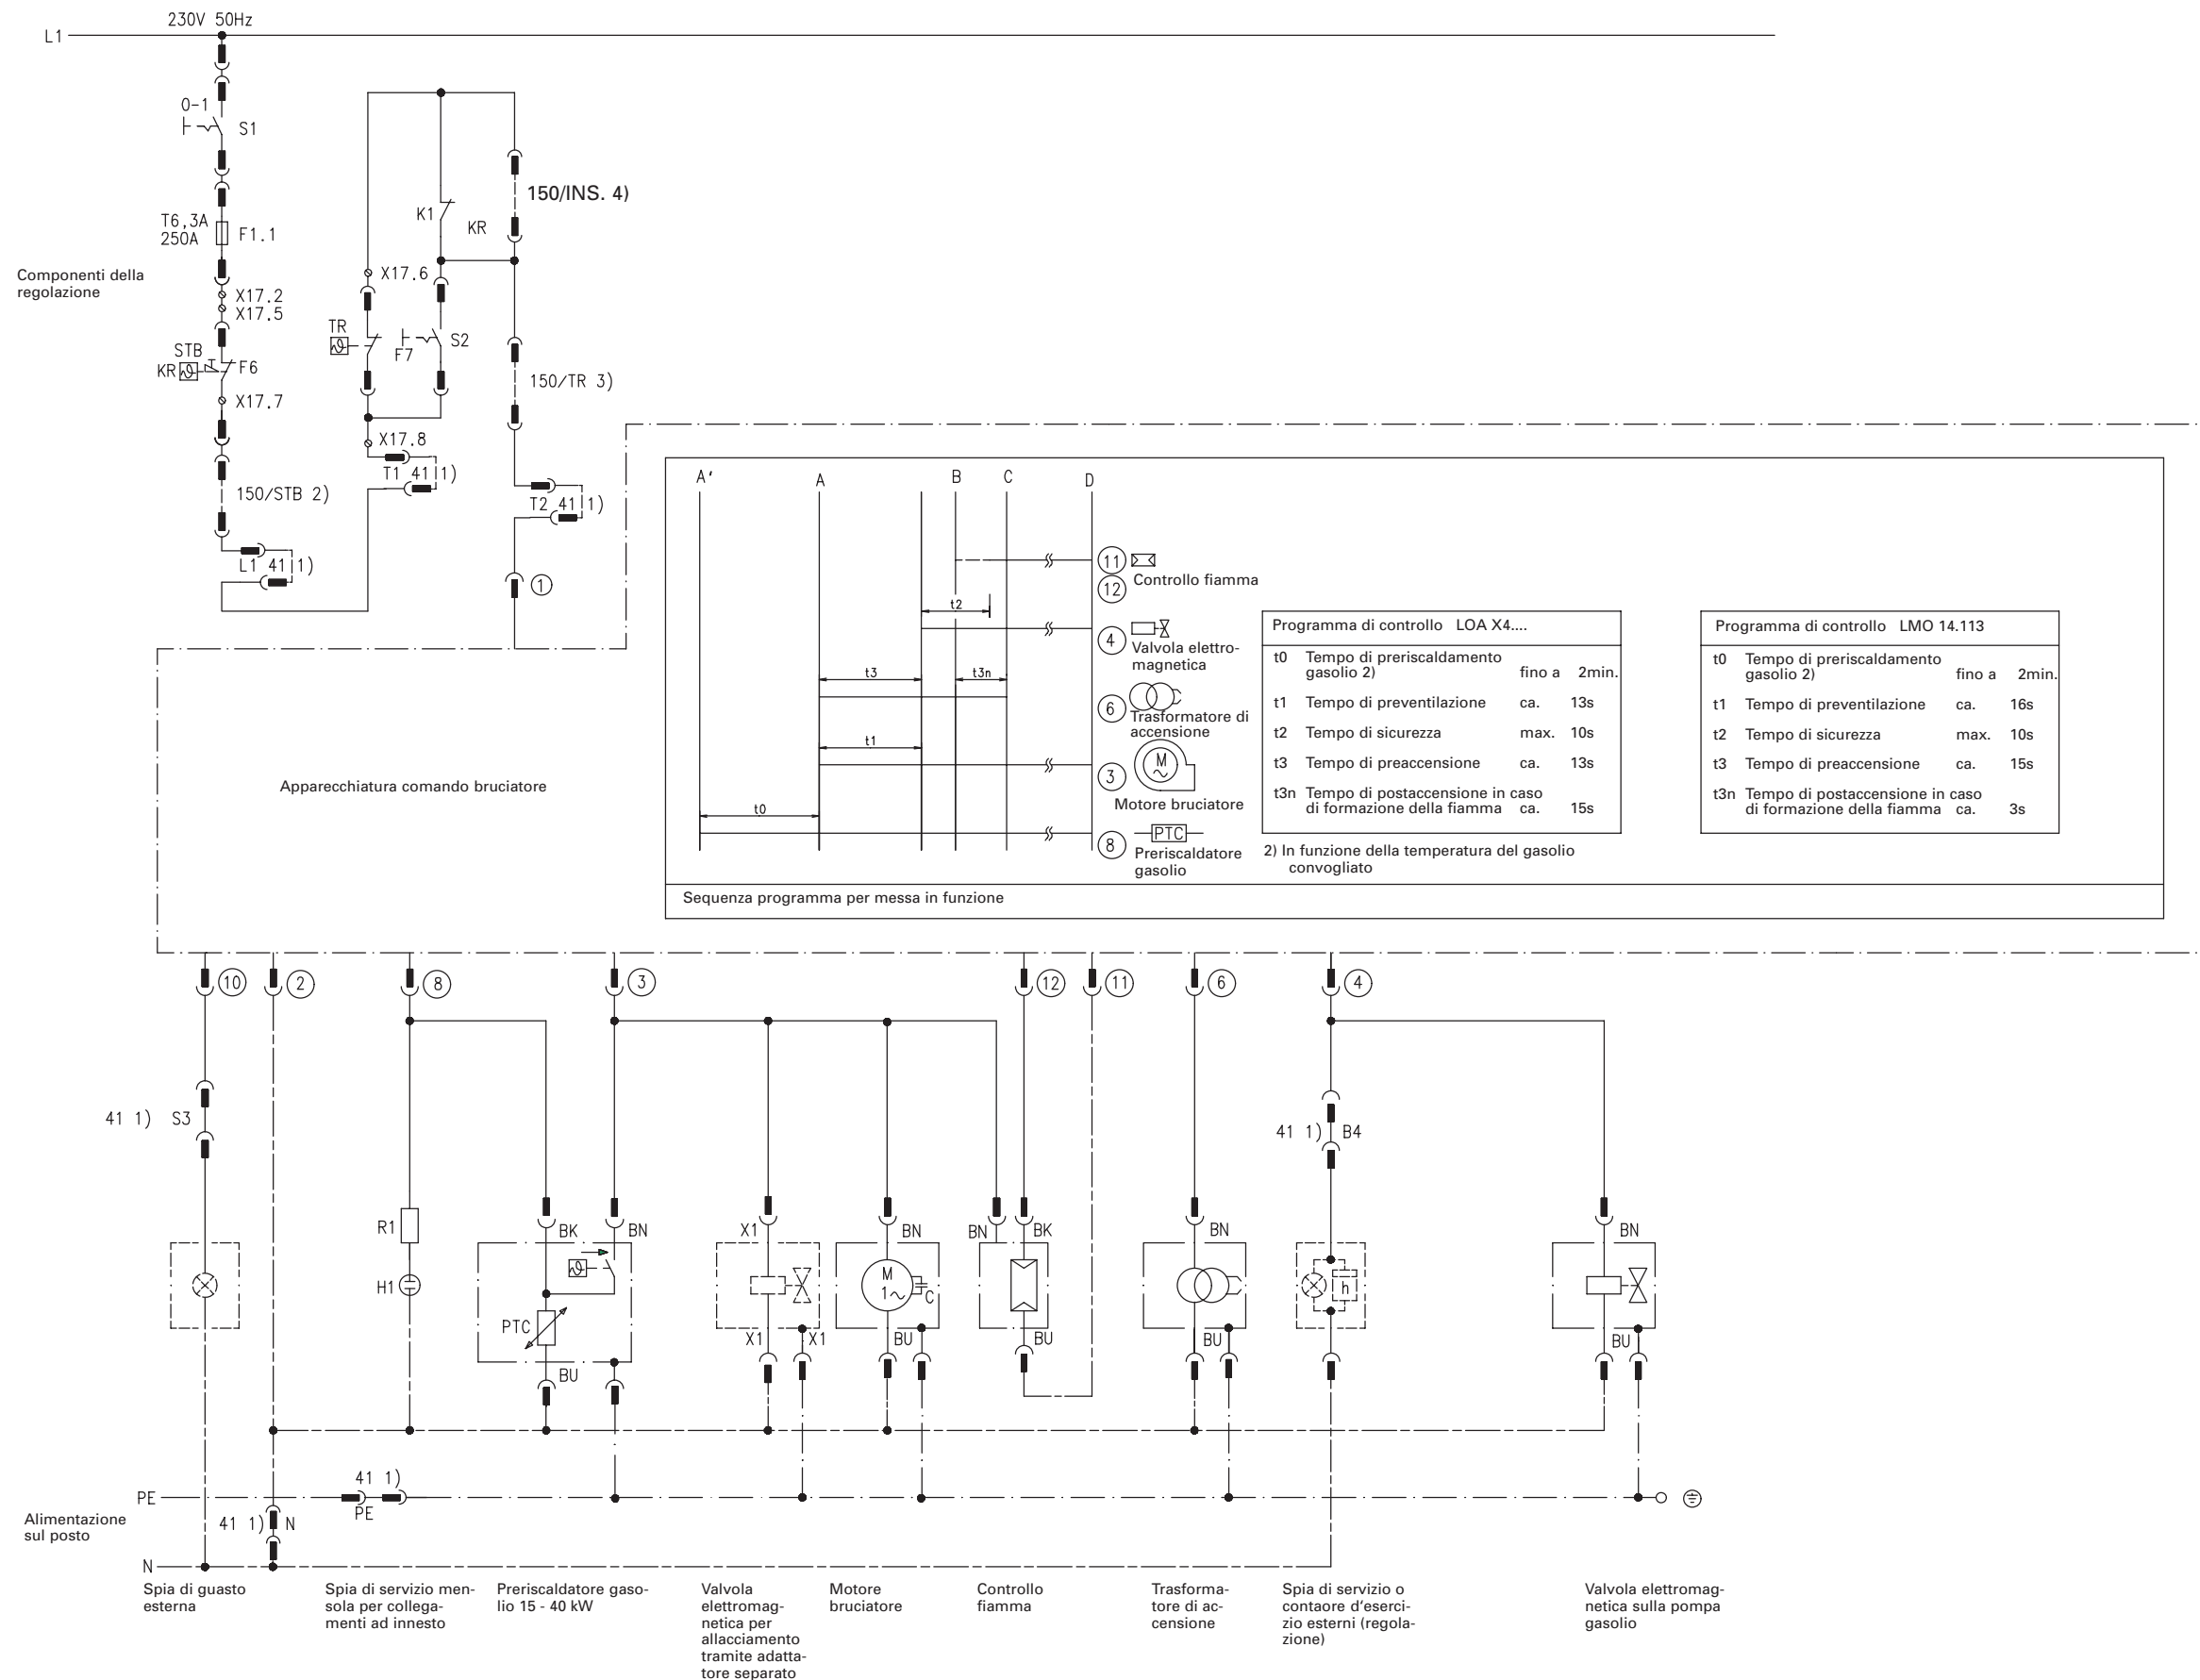 230V 50Hz
L1
0-1
S1
T6,3A
250A
F1.1
Componenti della
regolazione
X17.2
X17.5
STB
KR
F6
X17.7
150/STB 2)
L1 41 1)
K1
KR
150/INS. 4)
X17.6
TR
F7
S2
150/TR 3)
X17.8
T1 41 1)
T2 41 1)
1
Apparecchiatura comando bruciatore
A' A B C D
t2
t3
t3n
t1
t0
11
12
Controllo fiamma
4
Valvola elettro-
magnetica
6
Trasformatore di
accensione
M
3
Motore bruciatore
PTC
8
Preriscaldatore
gasolio
Programma di controllo LOA X4....
t0 Tempo di preriscaldamento
gasolio 2) fino a 2min.
t1 Tempo di preventilazione ca. 13s
t2 Tempo di sicurezza max. 10s
t3 Tempo di preaccensione ca. 13s
t3n Tempo di postaccensione in caso
di formazione della fiamma ca. 15s
2) In funzione della temperatura del gasolio
convogliato
Programma di controllo LMO 14.113
t0 Tempo di preriscaldamento
gasolio 2) fino a 2min.
t1 Tempo di preventilazione ca. 16s
t2 Tempo di sicurezza max. 10s
t3 Tempo di preaccensione ca. 15s
t3n Tempo di postaccensione in caso
di formazione della fiamma ca. 3s
Sequenza programma per messa in funzione
10 2 8 3 12 11 6 4
41 1) S3
41 1) B4
R1
H1
BK BN
PTC
BU
X1
X1 X1
BN
M
1~
C
BU
BN BK
BU
BN
BU
h
BN
BU
PE
41 1)
PE
Alimentazione
sul posto
41 1) N
N
Spia di guasto
esterna
Spia di servizio men-
sola per collega-
menti ad innesto
Preriscaldatore gaso-
lio 15 - 40 kW
Valvola
elettromag-
netica per
allacciamento
tramite adatta-
tore separato
Motore
bruciatore
Controllo
fiamma
Trasforma-
tore di ac-
censione
Spia di servizio o
contaore d'eserci-
zio esterni (regola-
zione)
Valvola elettromag-
netica sulla pompa
gasolio